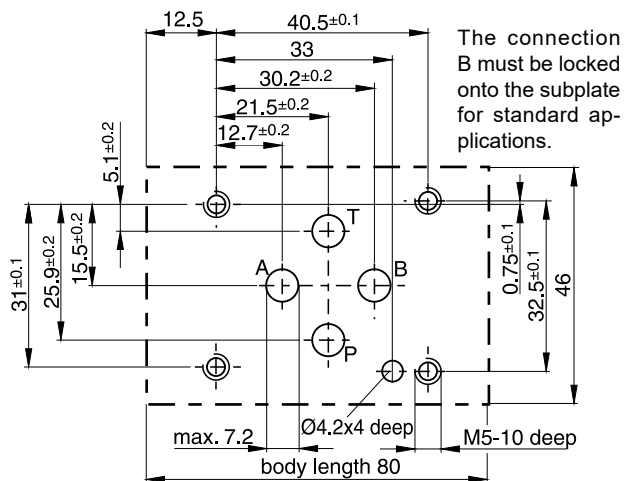 12.5
40.5±0.1
33
30.2±0.2
21.5±0.2
12.7±0.2
The connection
B must be locked
onto the subplate
for standard ap-
plications.
5.1±0.2
T
A
B
P
15.5±0.2
25.9±0.2
31±0.1
0.75±0.1
32.5±0.1
46
Ø4.2x4 deep
max. 7.2
M5-10 deep
body length 80